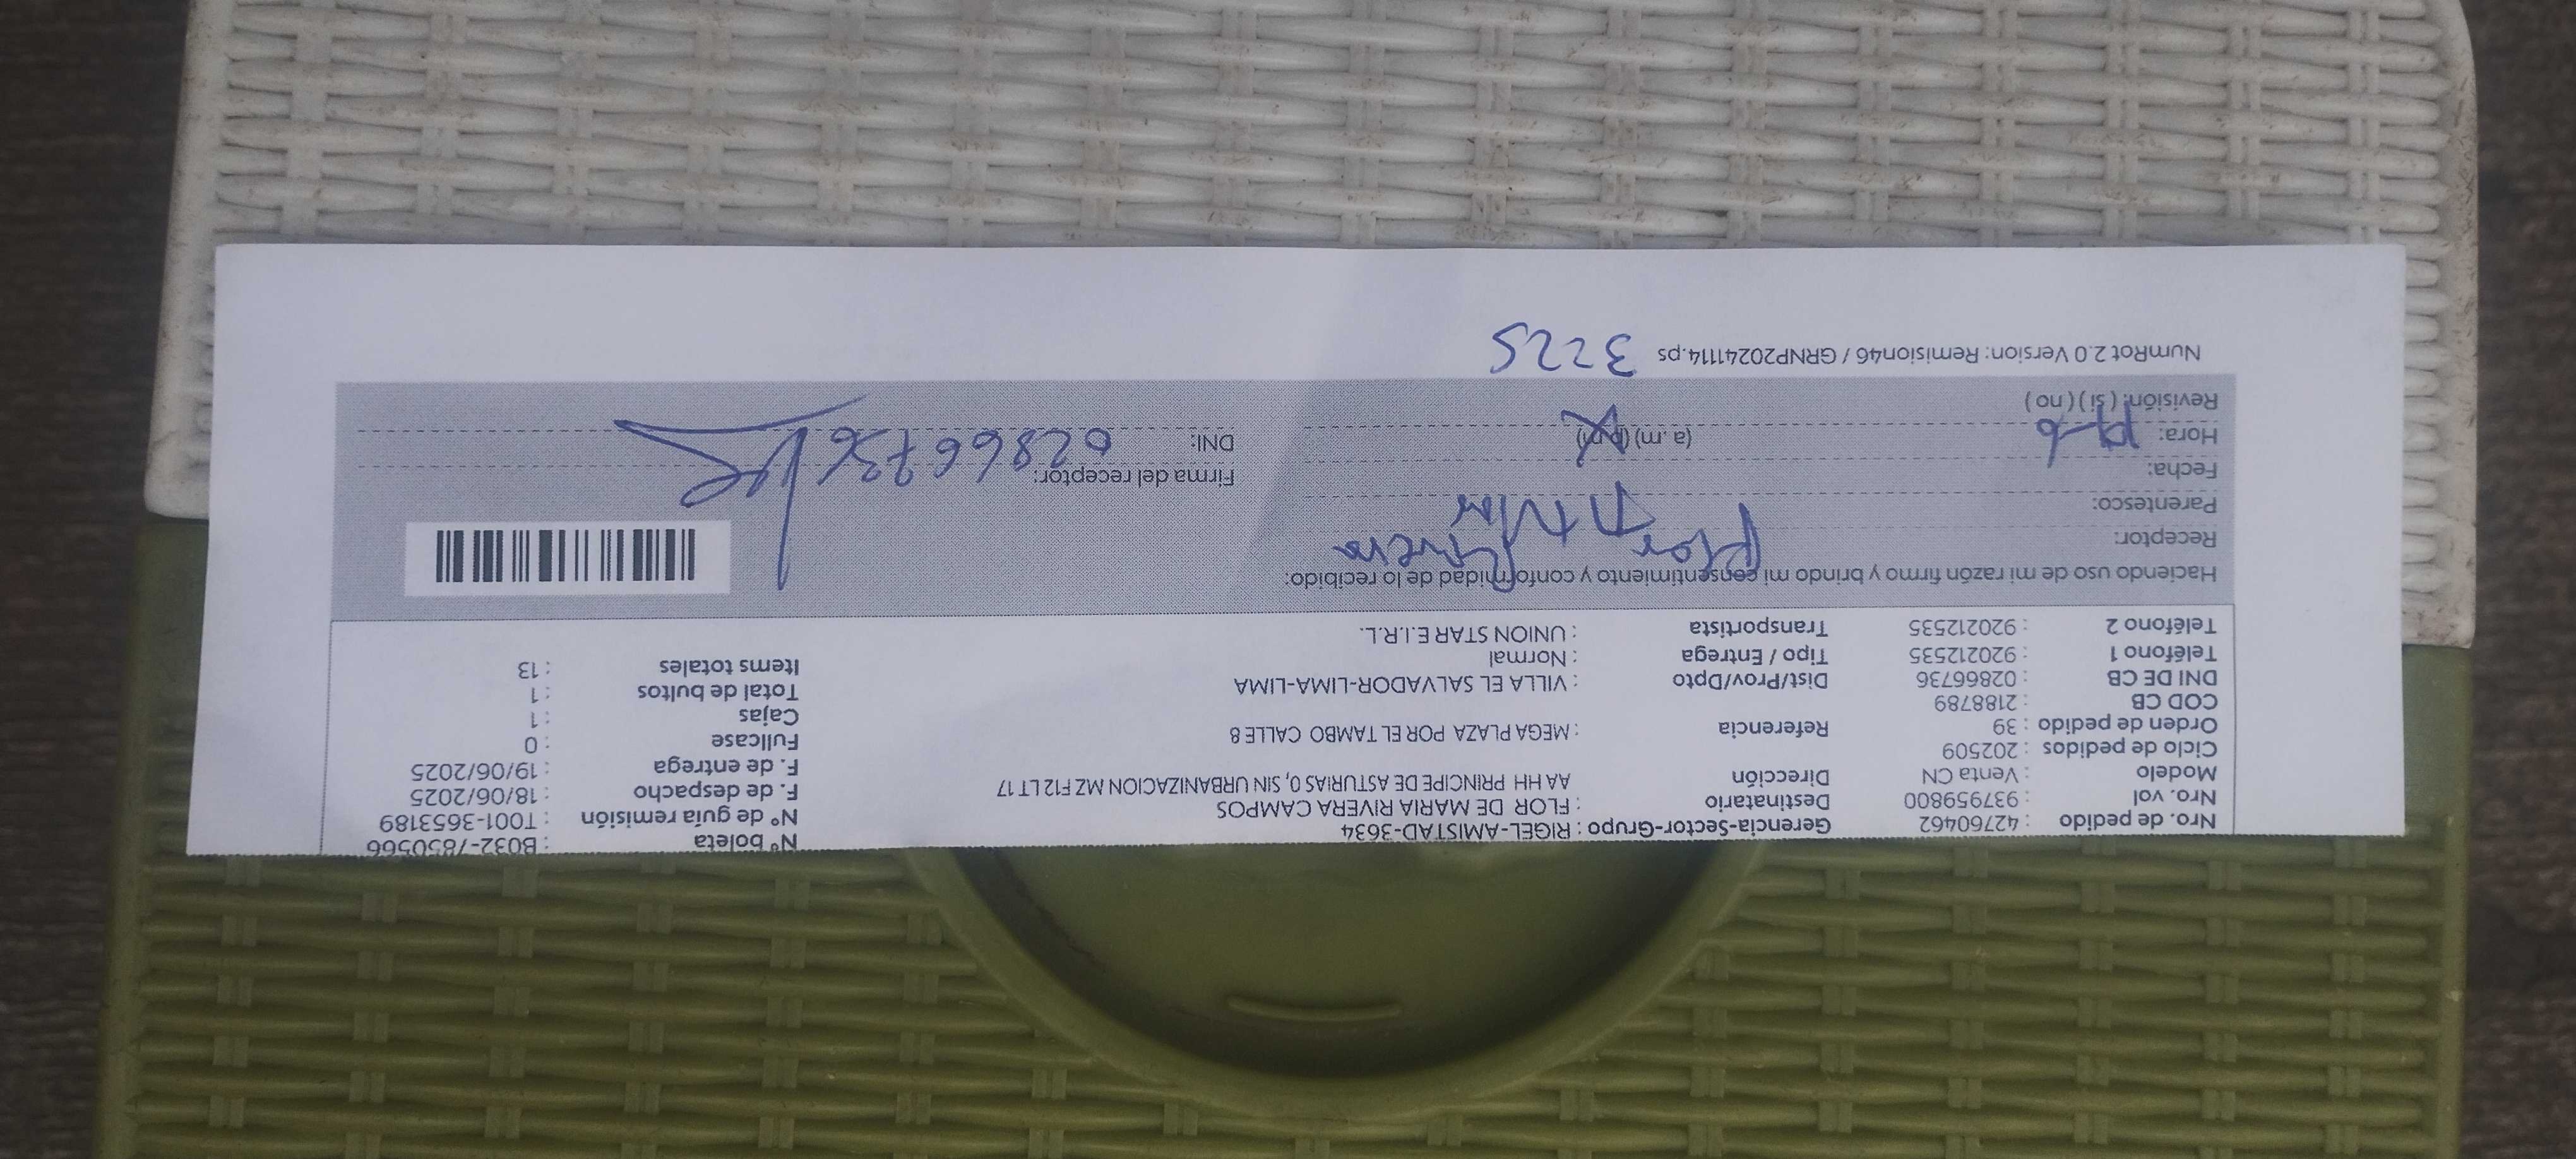 Nro. de pedido : 42760462 Gerencia-Sector-Grupo : RIGEL-AMISTAD-3634 N° boleta : B032-7850566
Nro. vol : 937959800 Destinatario : FLOR DE MARIA RIVERA CAMPOS N° de guía remisión : T001-3653189
Modelo : Venta CN Dirección AA HH PRINCIPE DE ASTURIAS 0, SIN URBANIZACION MZ F12 LT 17 F. de despacho : 18/06/2025
Ciclo de pedidos : 202509 F. de entrega : 19/06/2025
Orden de pedido : 39 Referencia : MEGA PLAZA POR EL TAMBO CALLE 8 Fullcase : 0
COD CB : 2188789 Cajas : 1
DNI DE CB : 02866736 Dist/Prov/Dpto : VILLA EL SALVADOR-LIMA-LIMA Total de bultos : 1
Teléfono 1 : 920212535 Tipo / Entrega : Normal Items totales : 13
Teléfono 2 : 920212535 Transportista : UNION STAR E.I.R.L.
Haciendo uso de mi razón firmo y brindo mi consentimiento y conformidad de lo recibido:
Receptor: Flor Rivera
Parentesco:
Fecha:
Firma del receptor:
Hora: (a.m) (p.m)
DNI: 02866736
Revisión: ( si ) ( no )
NumRot 2.0 Version: Remision46 / GRNP20241114.ps 3225